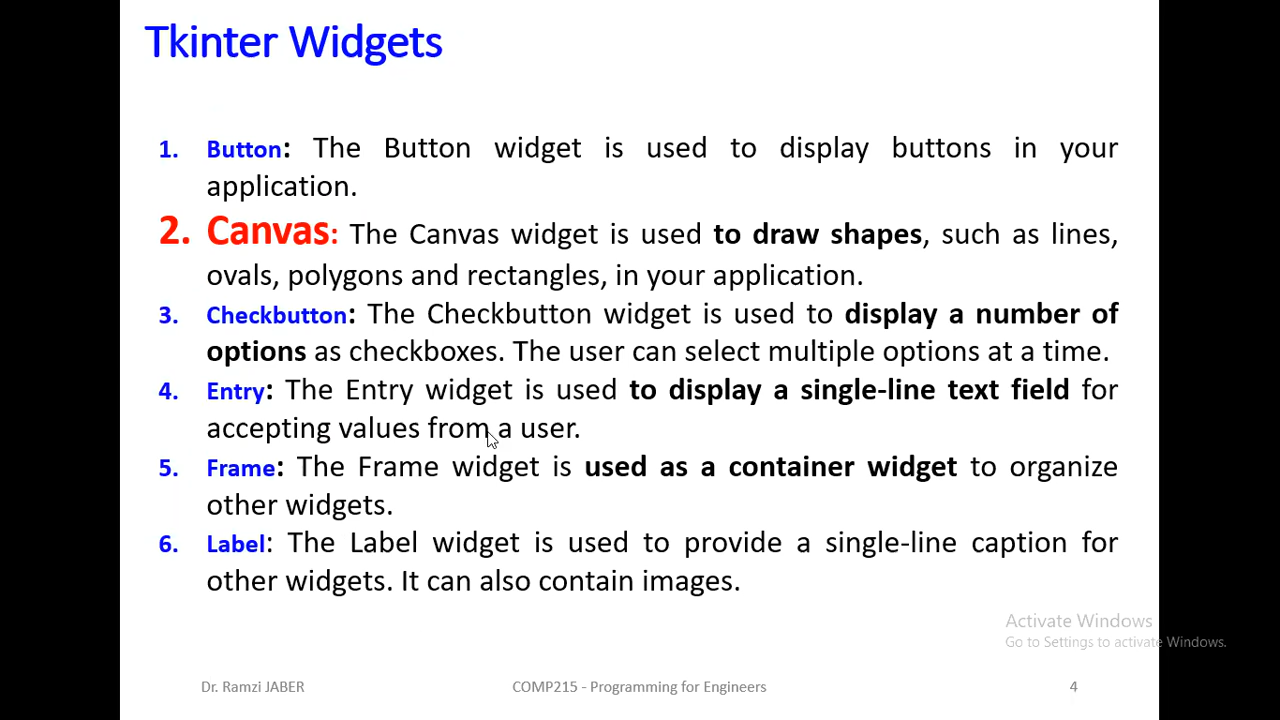 Tkinter Widgets
1. Button: The Button widget is used to display buttons in your
application.
2. Canvas: The Canvas widget is used to draw shapes, such as lines,
ovals, polygons and rectangles, in your application.
3. Checkbutton: The Checkbutton widget is used to display a number of
options as checkboxes. The user can select multiple options at a time.
4. Entry: The Entry widget is used to display a single-line text field for
accepting values from a user.
5. Frame: The Frame widget is used as a container widget to organize
other widgets.
6. Label: The Label widget is used to provide a single-line caption for
other widgets. It can also contain images.
Activate Windows
Go to Settings to activate Windows.
Dr. Ramzi JABER COMP215 - Programming for Engineers 4